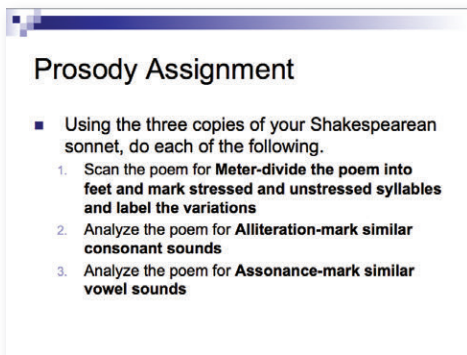 Prosody Assignment
Using the three copies of your Shakespearean
sonnet, do each of the following.
1. Scan the poem for Meter-divide the poem into
feet and mark stressed and unstressed syllables
and label the variations
2. Analyze the poem for Alliteration-mark similar
consonant sounds
3. Analyze the poem for Assonance-mark similar
vowel sounds